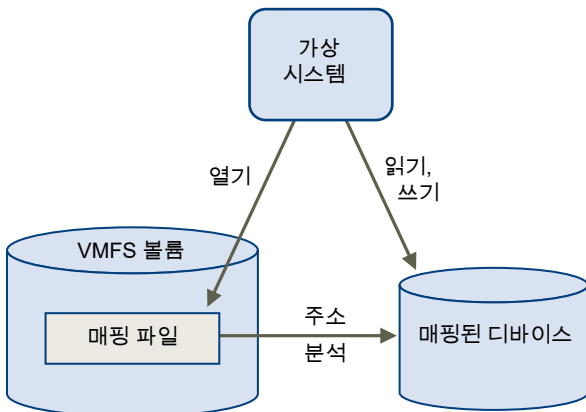 가상
시스템
열기
읽기,
쓰기
VMFS 볼륨
매핑 파일
주소
분석
매핑된 디바이스